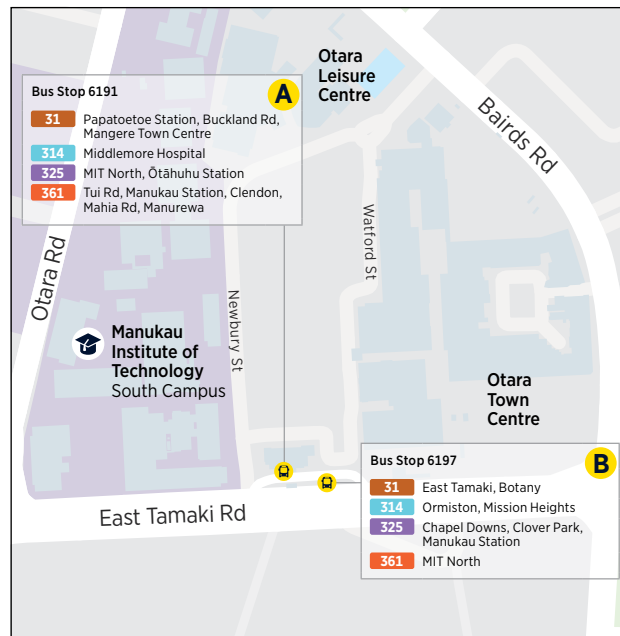 Otara
Leisure
Centre
Bairds Rd
Bus Stop 6191
A
31 Papatoetoe Station, Buckland Rd,
Mangere Town Centre
314 Middlemore Hospital
325 MIT North, Ōtāhuhu Station
361 Tui Rd, Manukau Station, Clendon,
Mahia Rd, Manurewa
Watford St
Otara Rd
Newbury St
Manukau
Institute of
Technology
South Campus
Otara
Town
Centre
East Tamaki Rd
Bus Stop 6197
B
31 East Tamaki, Botany
314 Ormiston, Mission Heights
325 Chapel Downs, Clover Park,
Manukau Station
361 MIT North